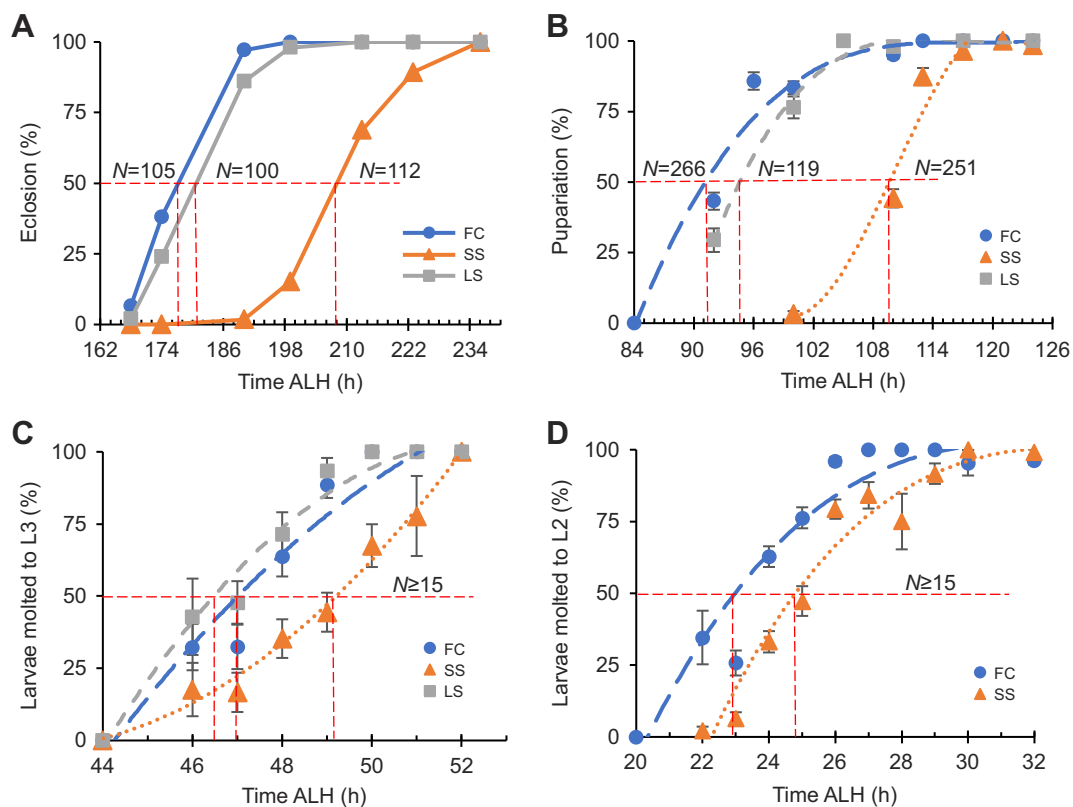 A
Eclosion (%)
100
75
50
25
0
N=105
N=100
N=112
FC
SS
LS
162
174
186
198
210
222
234
Time ALH (h)
B
Pupariation (%)
100
75
50
25
0
N=266
N=119
N=251
FC
SS
LS
84
90
96
102
108
114
120
126
Time ALH (h)
C
Larvae molted to L3 (%)
100
75
50
25
0
N≥15
FC
SS
LS
44
46
48
50
52
Time ALH (h)
D
Larvae molted to L2 (%)
100
75
50
25
0
N≥15
FC
SS
20
22
24
26
28
30
32
Time ALH (h)